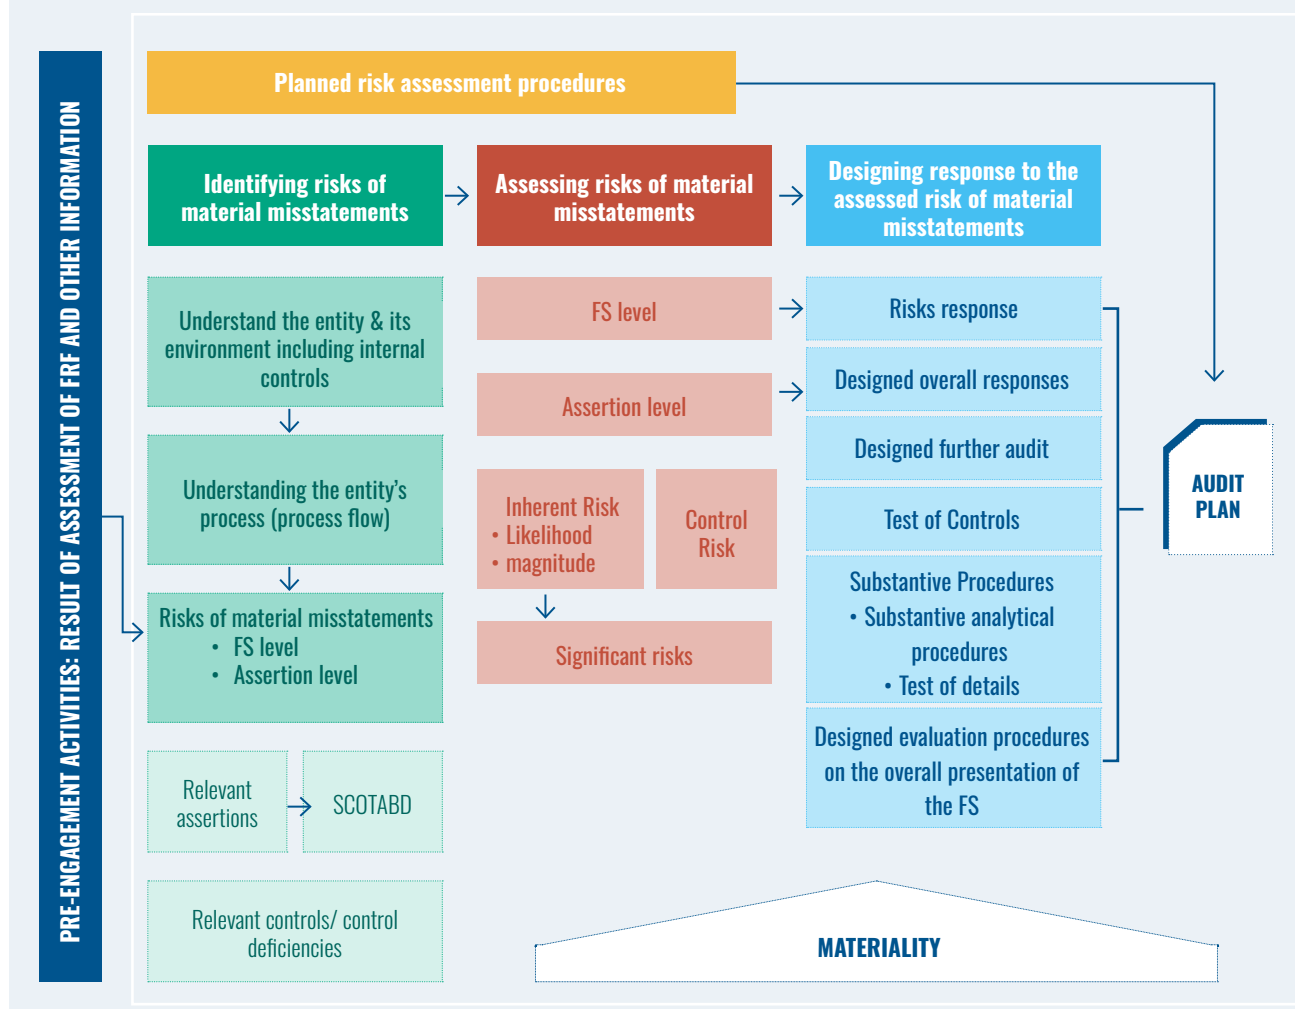 PRE-ENGAGEMENT ACTIVITIES: RESULT OF ASSESSMENT OF FRF AND OTHER INFORMATION
Planned risk assessment procedures
Identifying risks of
material misstatements
Assessing risks of material
misstatements
Designing response to the
assessed risk of material
misstatements
Understand the entity & its
environment including internal
controls
Understanding the entity’s
process (process flow)
Risks of material misstatements
• FS level
• Assertion level
Relevant
assertions
SCOTABD
Relevant controls/ control
deficiencies
FS level
Assertion level
Inherent Risk
• Likelihood
• magnitude
Control
Risk
Significant risks
Risks response
Designed overall responses
Designed further audit
Test of Controls
Substantive Procedures
• Substantive analytical
procedures
• Test of details
Designed evaluation procedures
on the overall presentation of
the FS
AUDIT
PLAN
MATERIALITY